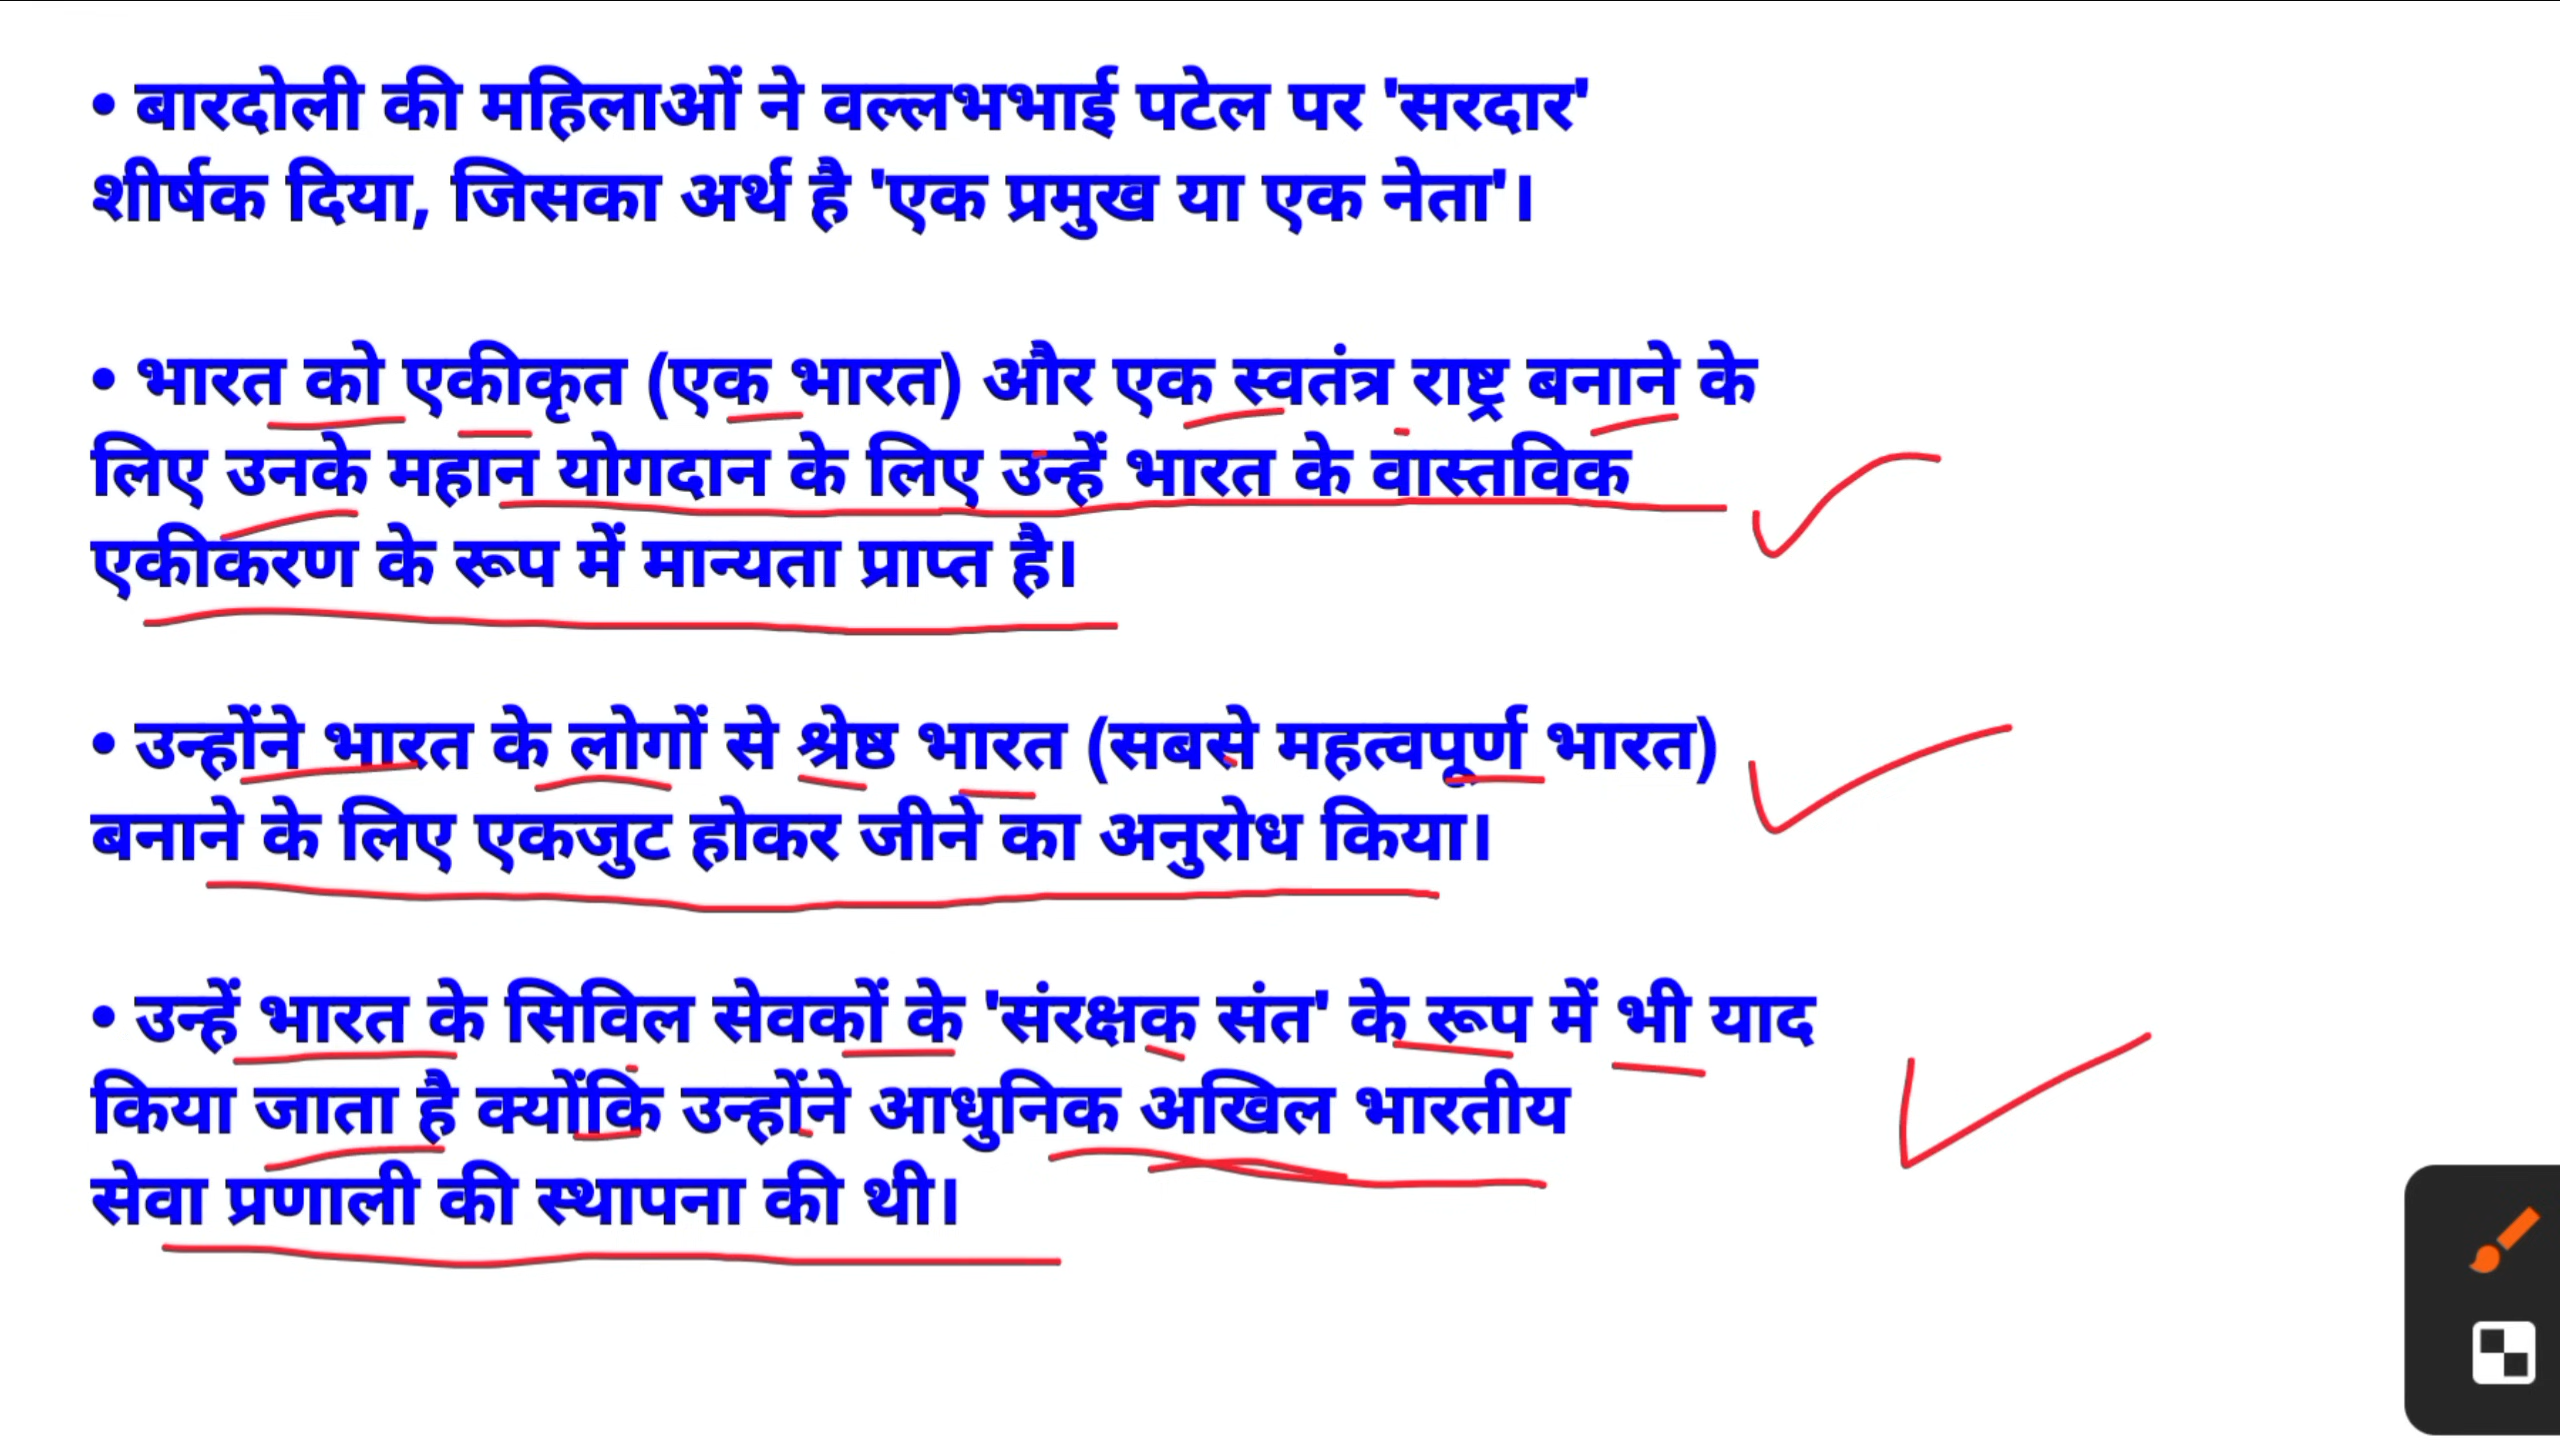 • बारदोली की महिलाओं ने वल्लभभाई पटेल पर 'सरदार'
शीर्षक दिया, जिसका अर्थ है 'एक प्रमुख या एक नेता'।
• भारत को एकीकृत (एक भारत) और एक स्वतंत्र राष्ट्र बनाने के
लिए उनके महान योगदान के लिए उन्हें भारत के वास्तविक
एकीकरण के रूप में मान्यता प्राप्त है।
• उन्होंने भारत के लोगों से श्रेष्ठ भारत (सबसे महत्वपूर्ण भारत)
बनाने के लिए एकजुट होकर जीने का अनुरोध किया।
• उन्हें भारत के सिविल सेवकों के 'संरक्षक संत' के रूप में भी याद
किया जाता है क्योंकि उन्होंने आधुनिक अखिल भारतीय
सेवा प्रणाली की स्थापना की थी।